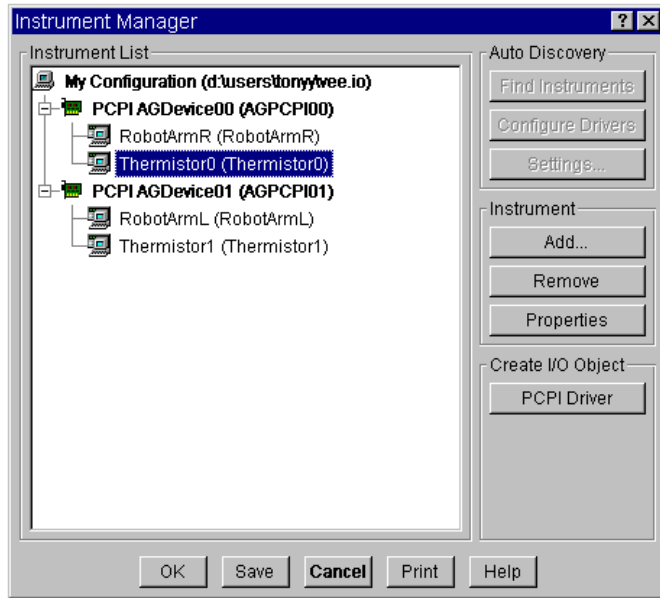 Instrument Manager
Instrument List
My Configuration (d:\users\tonyy\vee.io)
PCPI AGDevice00 (AGPCPI00)
RobotArmR (RobotArmR)
Thermistor0 (Thermistor0)
PCPI AGDevice01 (AGPCPI01)
RobotArmL (RobotArmL)
Thermistor1 (Thermistor1)
Auto Discovery
Find Instruments
Configure Drivers
Settings...
Instrument
Add...
Remove
Properties
Create I/O Object
PCPI Driver
OK Save Cancel Print Help